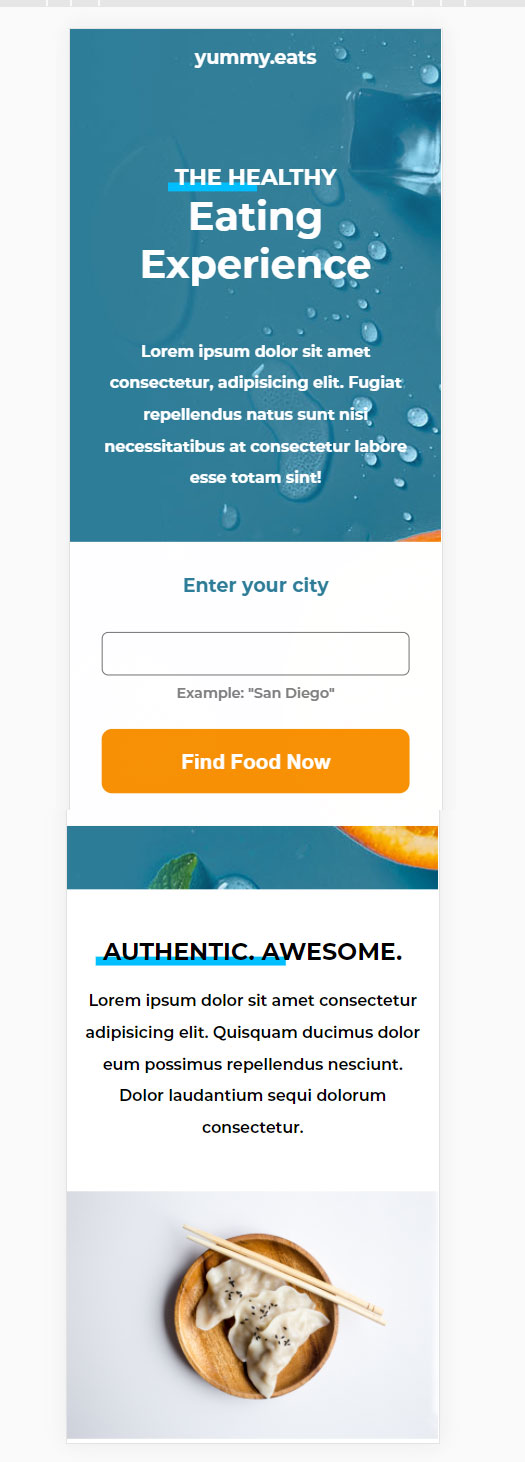 yummy.eats
THE HEALTHY
Eating
Experience
Lorem ipsum dolor sit amet
consectetur, adipisicing elit. Fugiat
repellendus natus sunt nisi
necessitatibus at consectetur labore
esse totam sint!
Enter your city
Example: "San Diego"
Find Food Now
AUTHENTIC. AWESOME.
Lorem ipsum dolor sit amet consectetur
adipisicing elit. Quisquam ducimus dolor
eum possimus repellendus nesciunt.
Dolor laudantium sequi dolorum
consectetur.